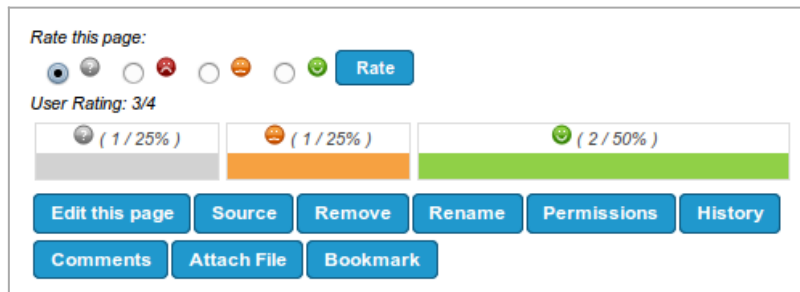 Rate this page:
Rate
User Rating: 3/4
( 1 / 25% ) ( 1 / 25% ) ( 2 / 50% )
Edit this page Source Remove Rename Permissions History
Comments Attach File Bookmark